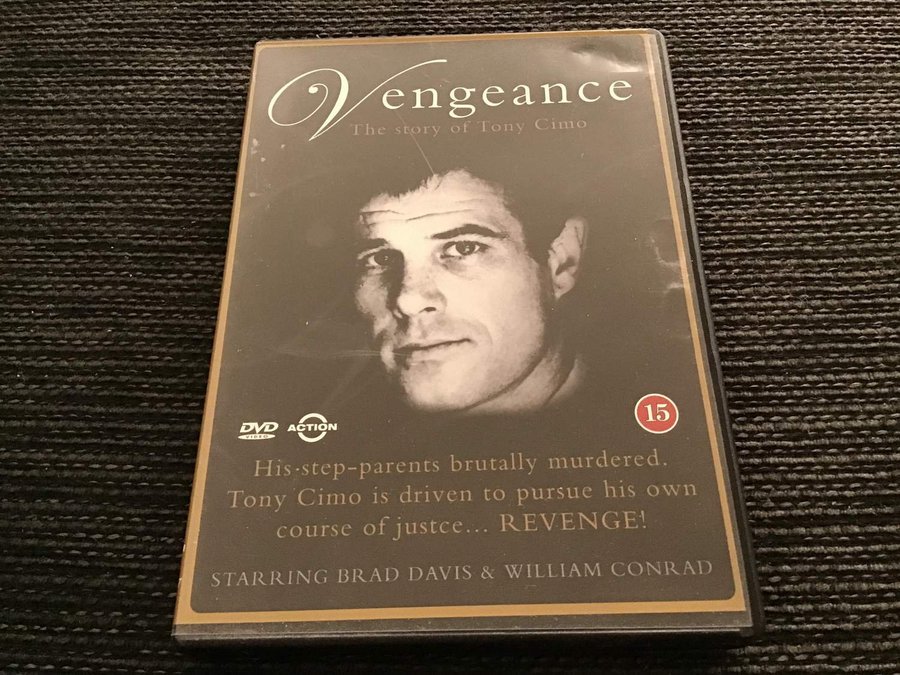 Vengeance
The story of Tony Cimo
DVD
VIDEO
ACTION
15
His step-parents brutally murdered.
Tony Cimo is driven to pursue his own
course of justce... REVENGE!
STARRING BRAD DAVIS & WILLIAM CONRAD